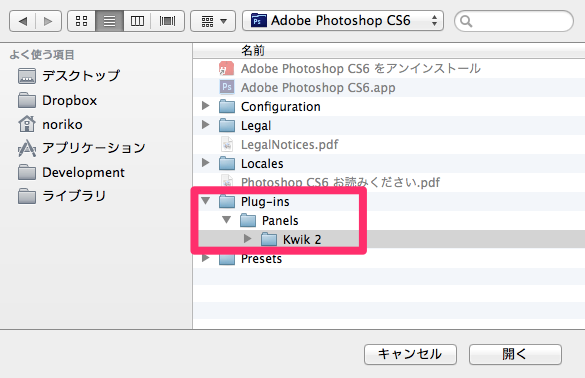 Adobe Photoshop CS6
よく使う項目
デスクトップ
Dropbox
noriko
アプリケーション
Development
ライブラリ
名前
Adobe Photoshop CS6 をアンインストール
Adobe Photoshop CS6.app
Configuration
Legal
LegalNotices.pdf
Locales
Photoshop CS6 お読みください.pdf
Plug-ins
Panels
Kwik 2
Presets
キャンセル
開く